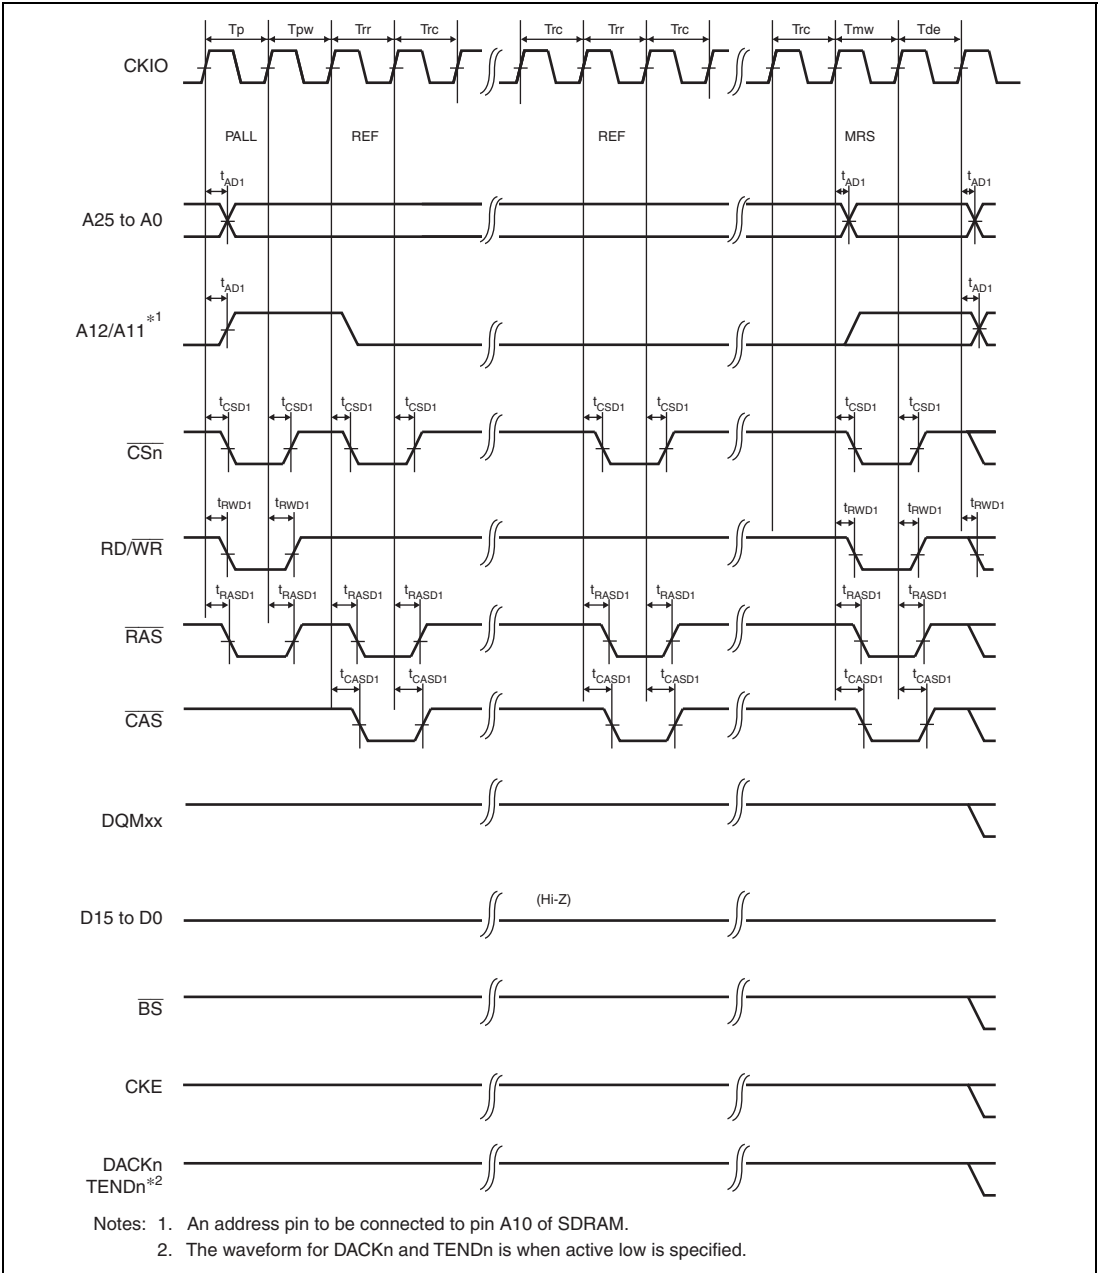 Tp Tpw Trr Trc Trc Trr Trc Trc Tmw Tde
CKIO
PALL REF REF MRS
tAD1 tAD1 tAD1
A25 to A0
tAD1 tAD1
A12/A11*1
tCSD1 tCSD1 tCSD1 tCSD1 tCSD1 tCSD1 tCSD1 tCSD1
CSn
tRWD1 tRWD1 tRWD1 tRWD1 tRWD1
RD/WR
tRASD1 tRASD1 tRASD1 tRASD1 tRASD1 tRASD1 tRASD1 tRASD1
RAS
tCASD1 tCASD1 tCASD1 tCASD1 tCASD1 tCASD1
CAS
DQMxx
(Hi-Z)
D15 to D0
BS
CKE
DACKn
TENDn*2
Notes: 1. An address pin to be connected to pin A10 of SDRAM.
2. The waveform for DACKn and TENDn is when active low is specified.